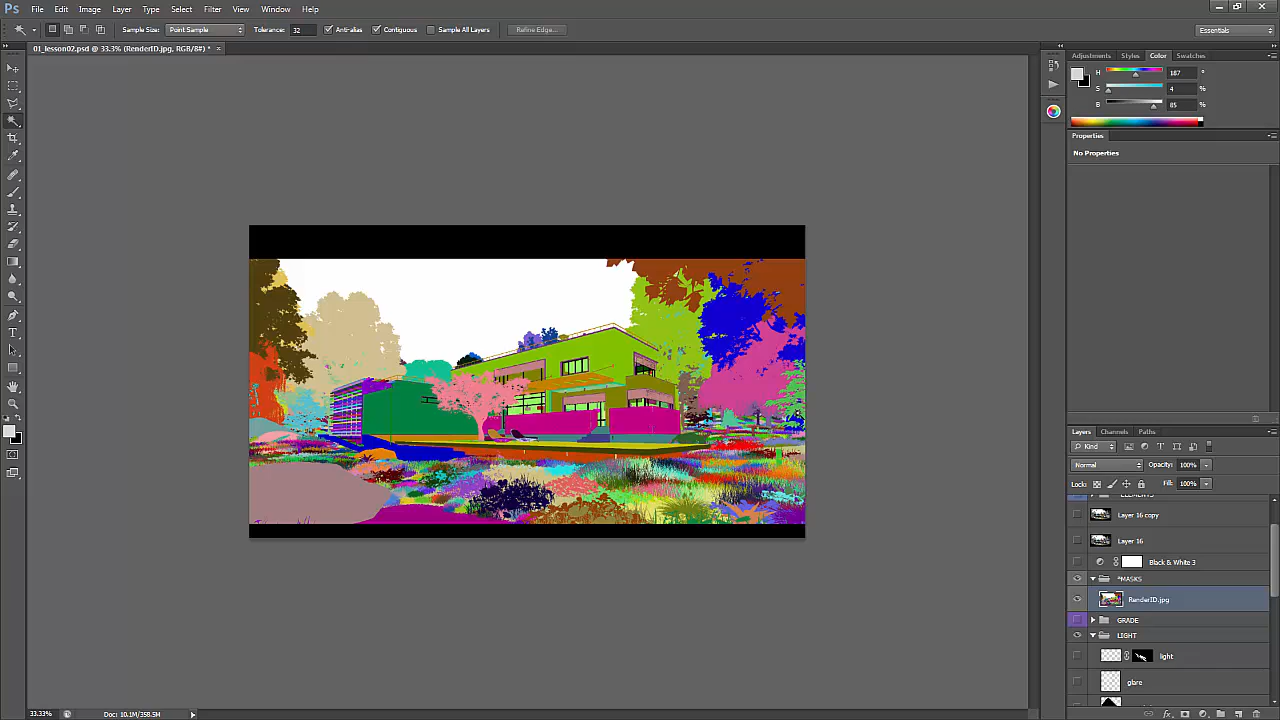 Ps File Edit Image Layer Type Select Filter View Window Help
Sample Size: Point Sample Tolerance: 32 Anti-alias Contiguous Sample All Layers Refine Edge... Essentials
01_lesson02.psd @ 33.3% (RenderID.jpg, RGB/8#) *
Adjustments Styles Color Swatches
H 187 °
S 4 %
B 85 %
Properties
No Properties
Layers Channels Paths
Kind
Normal Opacity: 100%
Lock: Fill: 100%
ELEMENTS
Layer 16 copy
Layer 16
Black & White 3
*MASKS
RenderID.jpg
GRADE
LIGHT
light
glare
33.33% Doc: 10.1M/358.5M